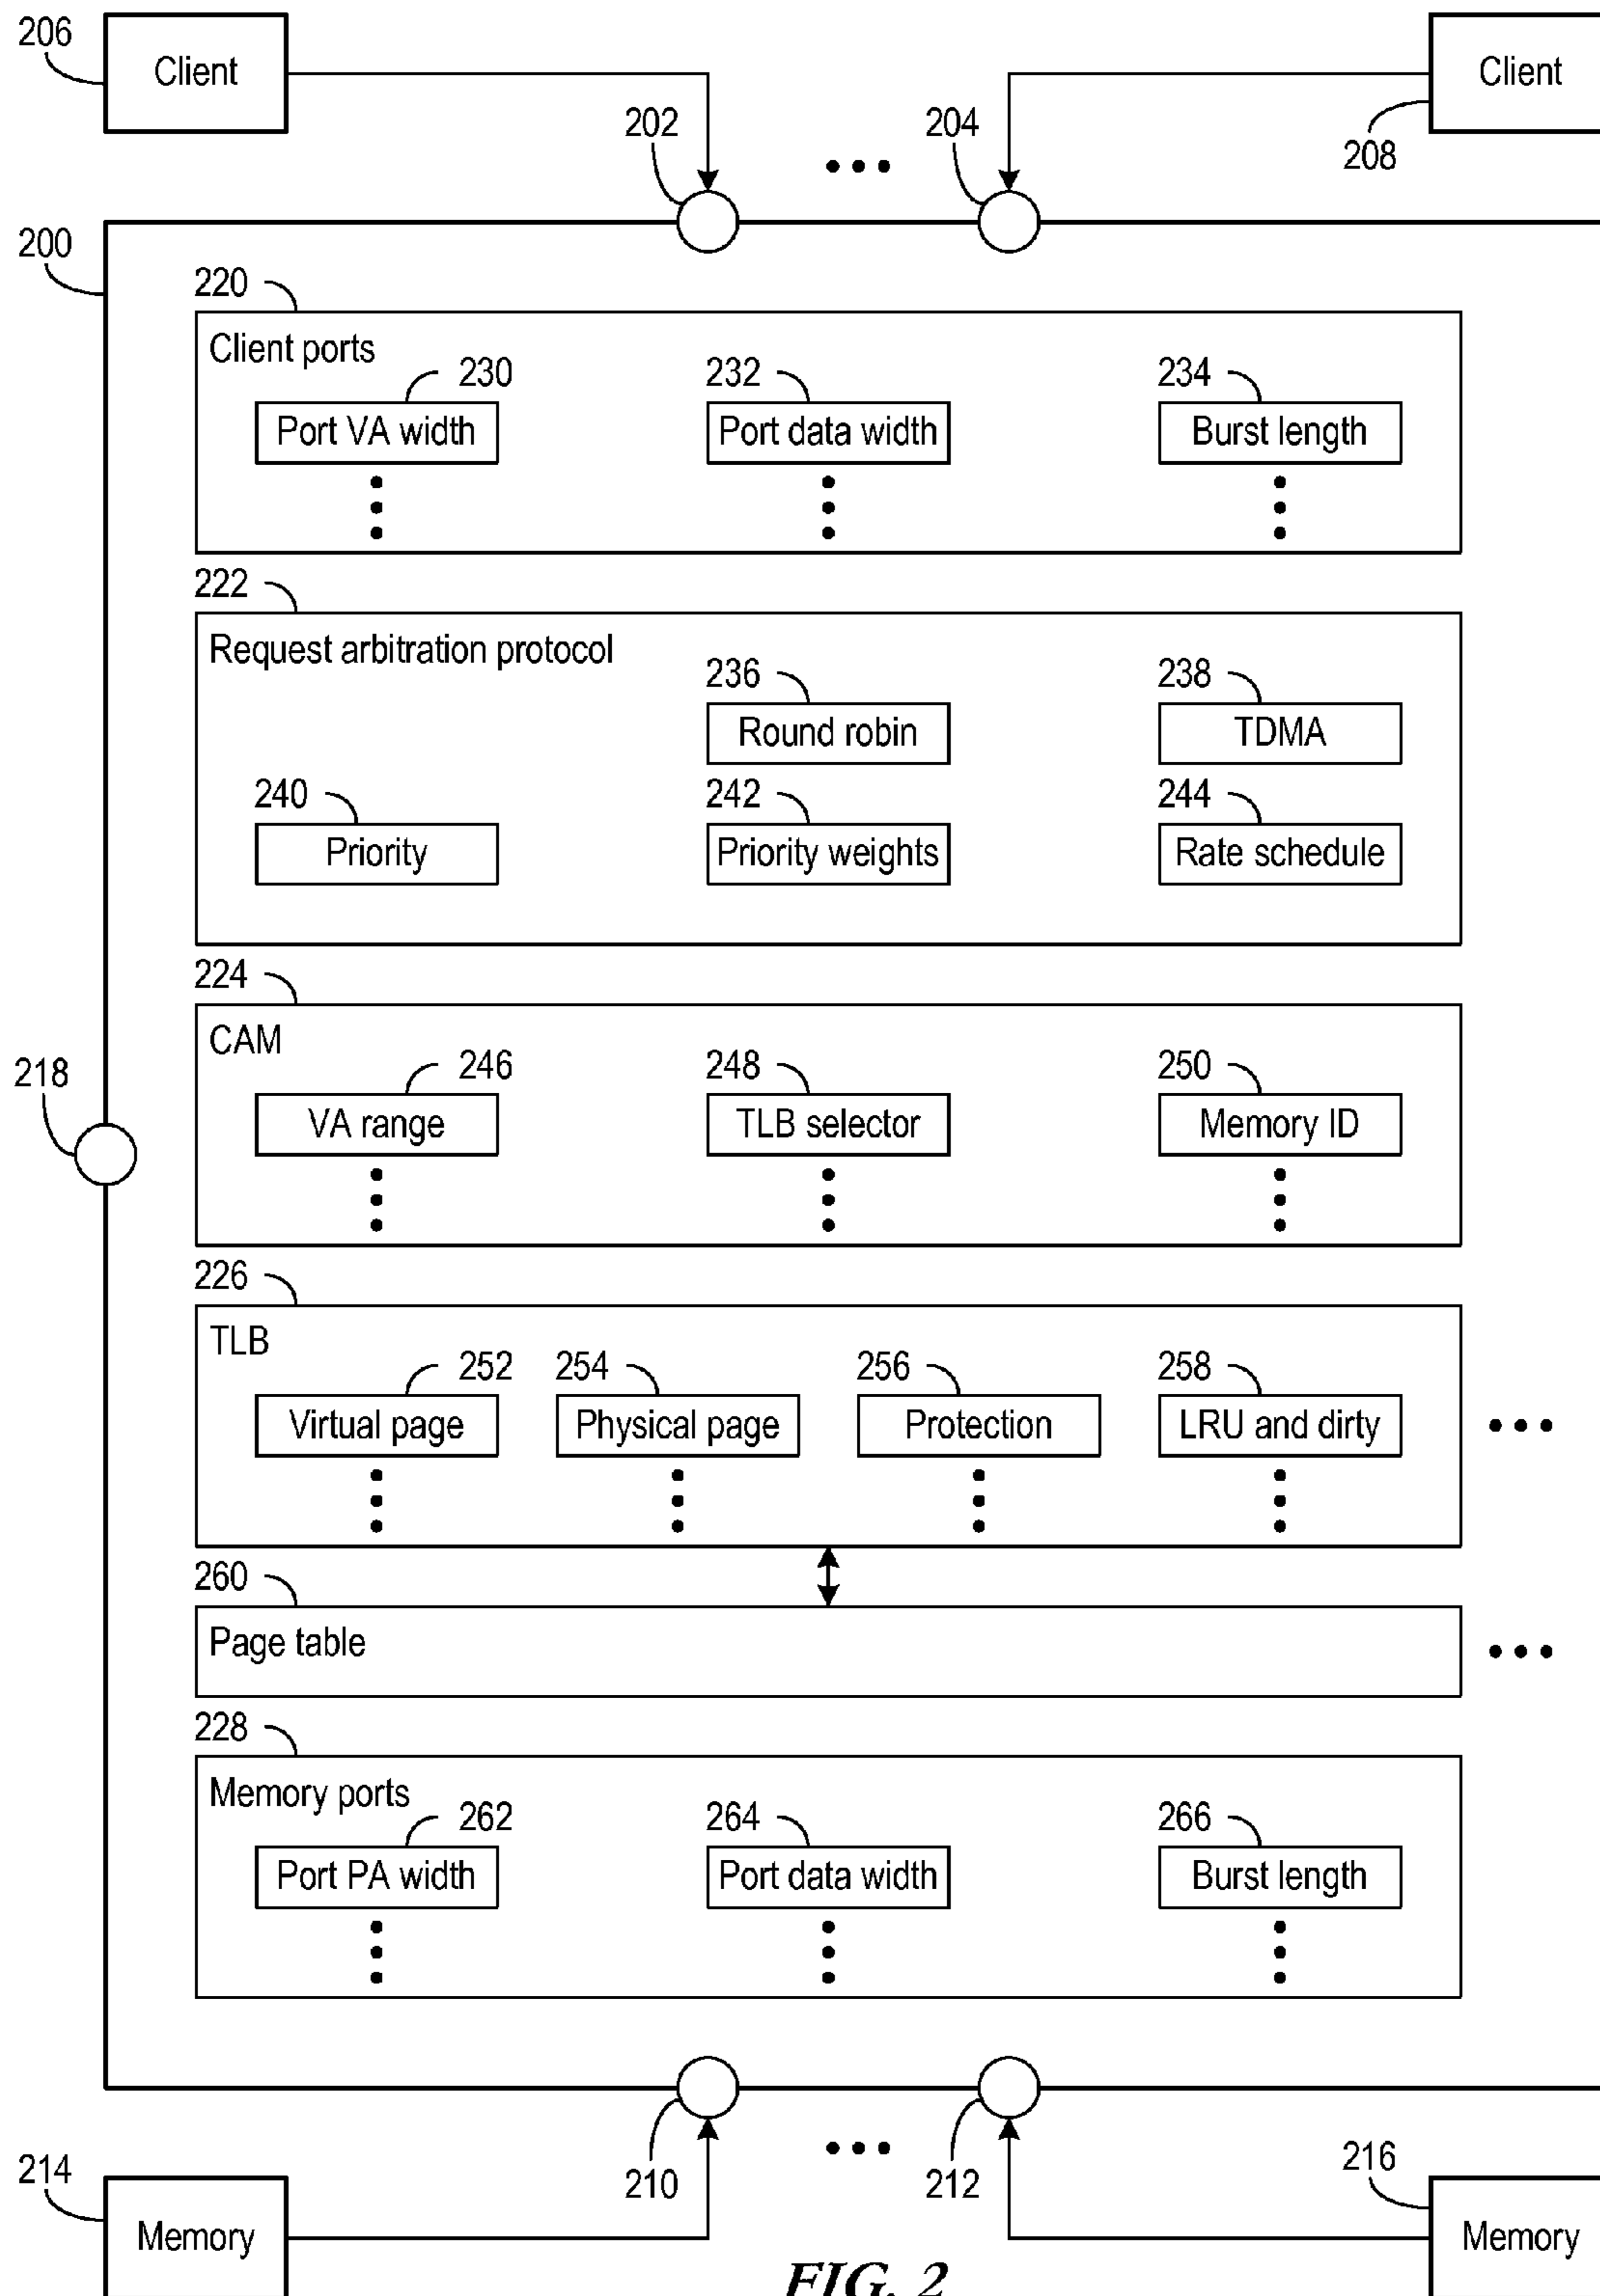 206
Client
Client
202
204
208
200
220
Client ports
230
232
234
Port VA width
Port data width
Burst length
222
Request arbitration protocol
236
238
Round robin
TDMA
240
242
244
Priority
Priority weights
Rate schedule
224
CAM
218
246
248
250
VA range
TLB selector
Memory ID
226
TLB
252
254
256
258
Virtual page
Physical page
Protection
LRU and dirty
260
Page table
228
Memory ports
262
264
266
Port PA width
Port data width
Burst length
214
210
212
216
Memory
Memory
FIG. 2